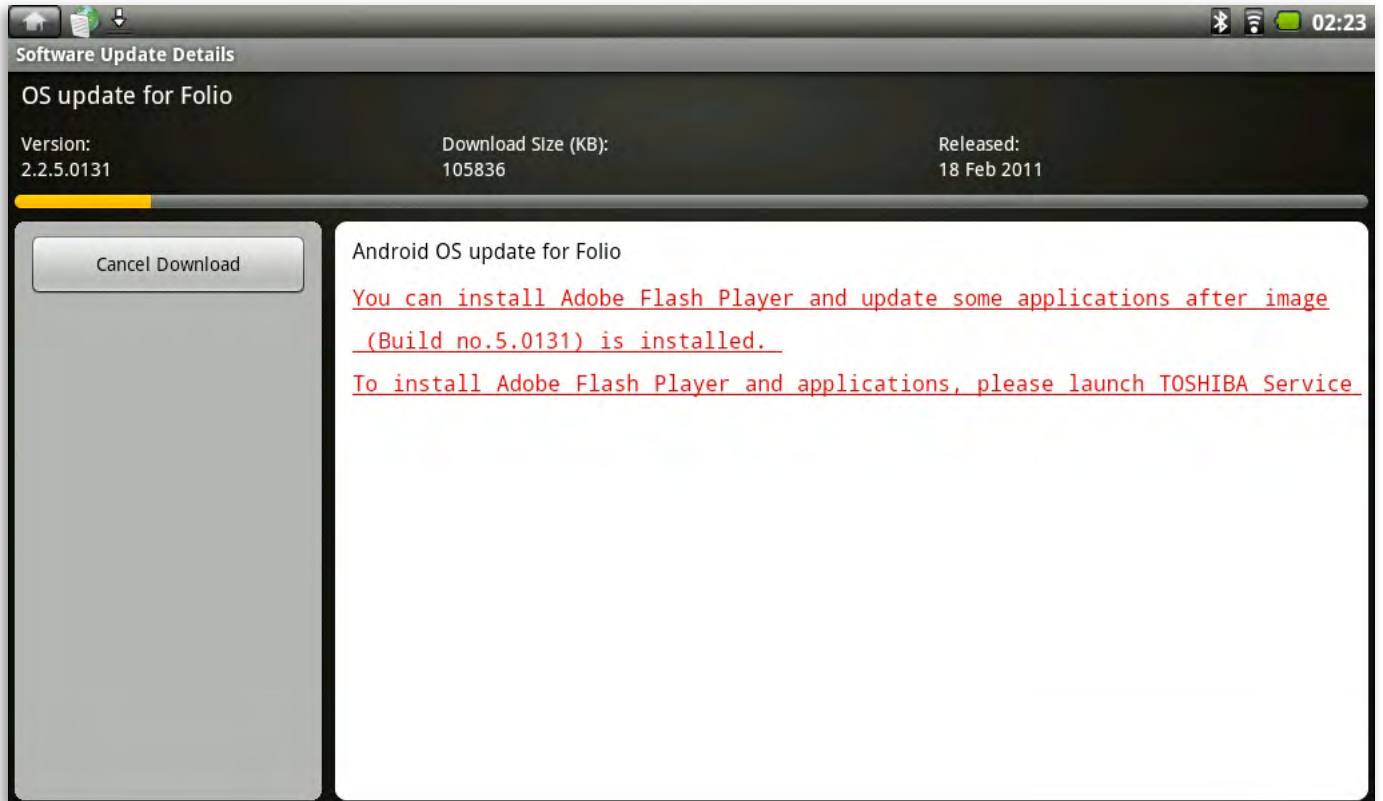 02:23
Software Update Details
OS update for Folio
Version: Download Size (KB): Released:
2.2.5.0131 105836 18 Feb 2011
Cancel Download
Android OS update for Folio
You can install Adobe Flash Player and update some applications after image
(Build no.5.0131) is installed.
To install Adobe Flash Player and applications, please launch TOSHIBA Service